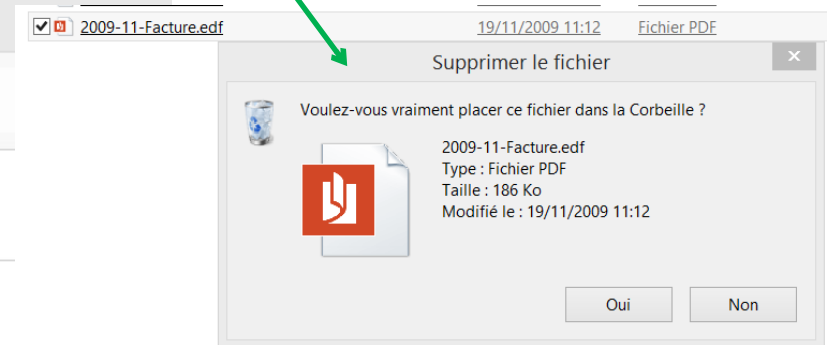 2009-11-Facture.edf 19/11/2009 11:12 Fichier PDF
Supprimer le fichier
Voulez-vous vraiment placer ce fichier dans la Corbeille ?
2009-11-Facture.edf
Type : Fichier PDF
Taille : 186 Ko
Modifié le : 19/11/2009 11:12
Oui Non